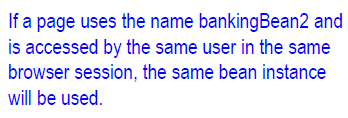 If a page uses the name bankingBean2 and
is accessed by the same user in the same
browser session, the same bean instance
will be used.